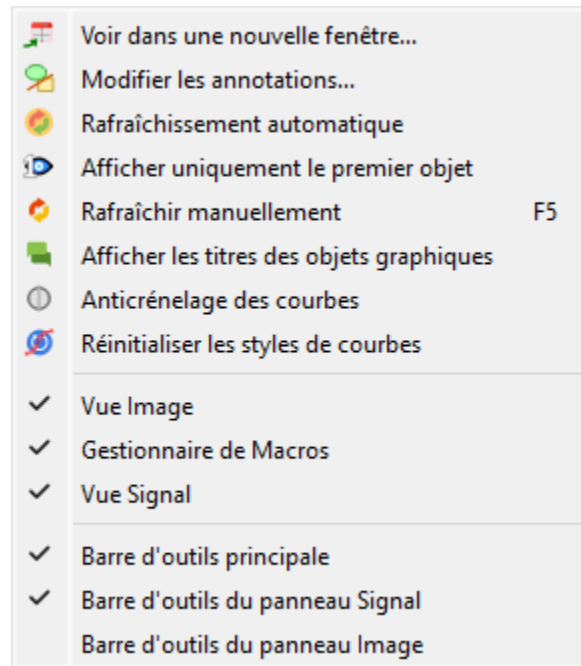 Voir dans une nouvelle fenêtre...
Modifier les annotations...
Rafraîchissement automatique
Afficher uniquement le premier objet
Rafraîchir manuellement F5
Afficher les titres des objets graphiques
Anticrénelage des courbes
Réinitialiser les styles de courbes
Vue Image
Gestionnaire de Macros
Vue Signal
Barre d'outils principale
Barre d'outils du panneau Signal
Barre d'outils du panneau Image